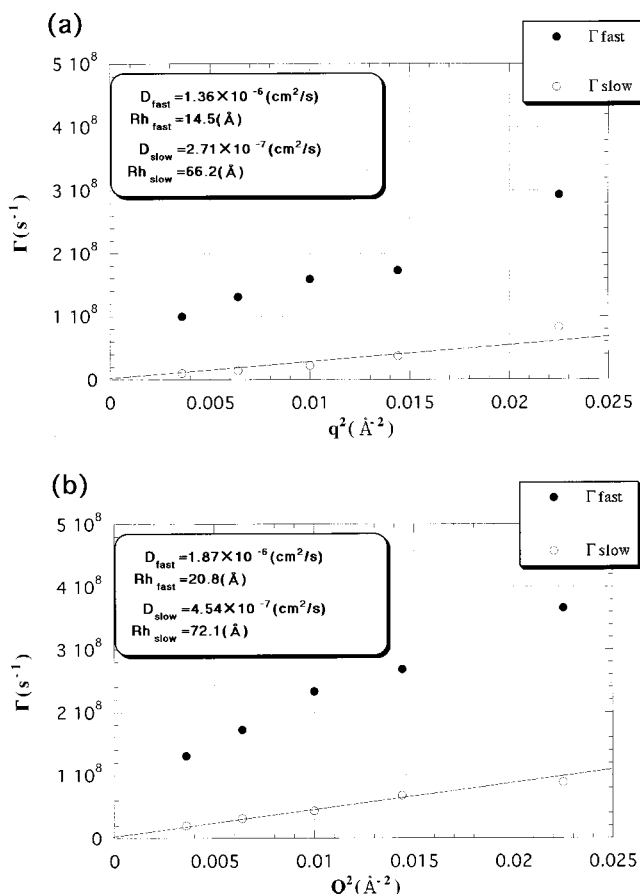 (a)
Γ fast
Γ slow
5 10⁸
4 10⁸
3 10⁸
2 10⁸
1 10⁸
0
Γ(s⁻¹)
D fast =1.36×10⁻⁶(cm²/s)
Rh fast =14.5(Å)
D slow =2.71×10⁻⁷(cm²/s)
Rh slow =66.2(Å)
0 0.005 0.01 0.015 0.02 0.025
q²(Å⁻²)
(b)
Γ fast
Γ slow
5 10⁸
4 10⁸
3 10⁸
2 10⁸
1 10⁸
0
Γ(s⁻¹)
D fast =1.87×10⁻⁶(cm²/s)
Rh fast =20.8(Å)
D slow =4.54×10⁻⁷(cm²/s)
Rh slow =72.1(Å)
0 0.005 0.01 0.015 0.02 0.025
Q²(Å⁻²)